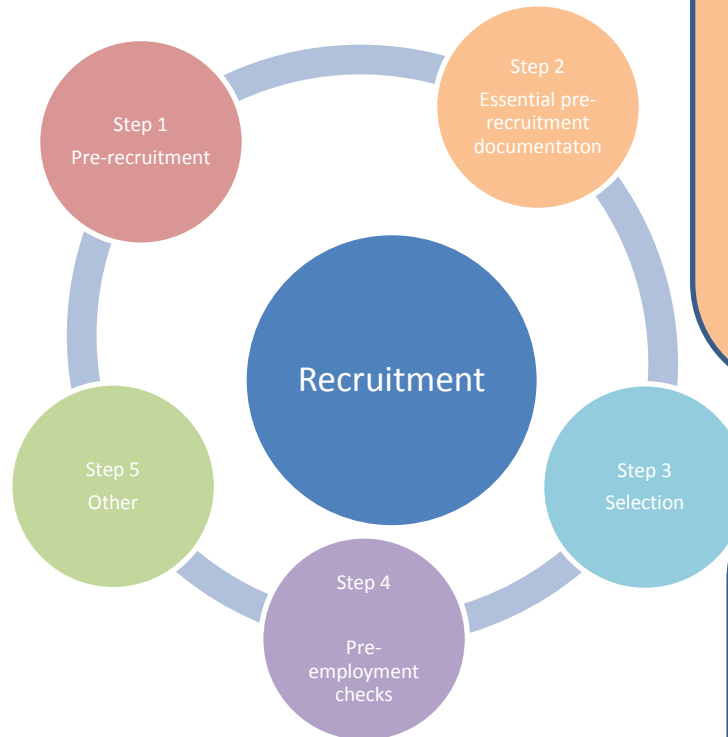 Step 1
Pre-recruitment
Step 2
Essential pre-
recruitment
documentaton
Recruitment
Step 3
Selection
Step 4
Pre-
employment
checks
Step 5
Other